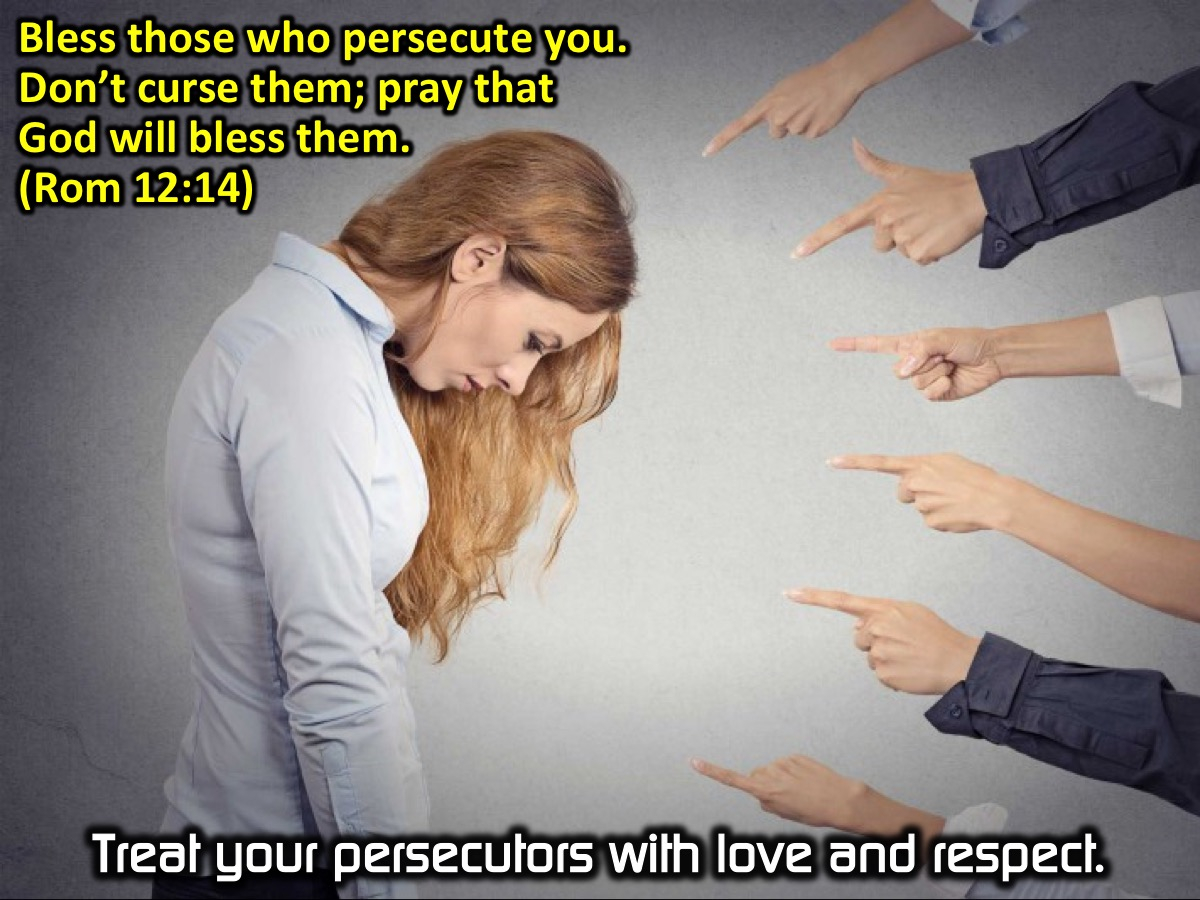 Bless those who persecute you.
Don’t curse them; pray that
God will bless them.
(Rom 12:14)
Treat your persecutors with love and respect.